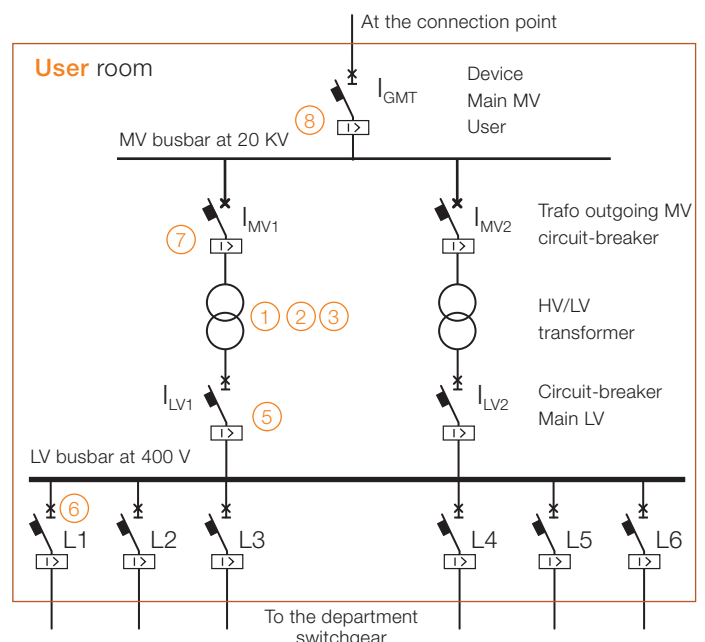 At the connection point
User room
I_GMT
Device
Main MV
User
8
I>
MV busbar at 20 KV
I_MV1
I_MV2
Trafo outgoing MV
circuit-breaker
7
I>
I>
1 2 3
HV/LV
transformer
I_LV1
I_LV2
Circuit-breaker
Main LV
5
I>
I>
LV busbar at 400 V
6
L1 L2 L3 L4 L5 L6
I> I> I> I> I> I>
To the department
switchgear